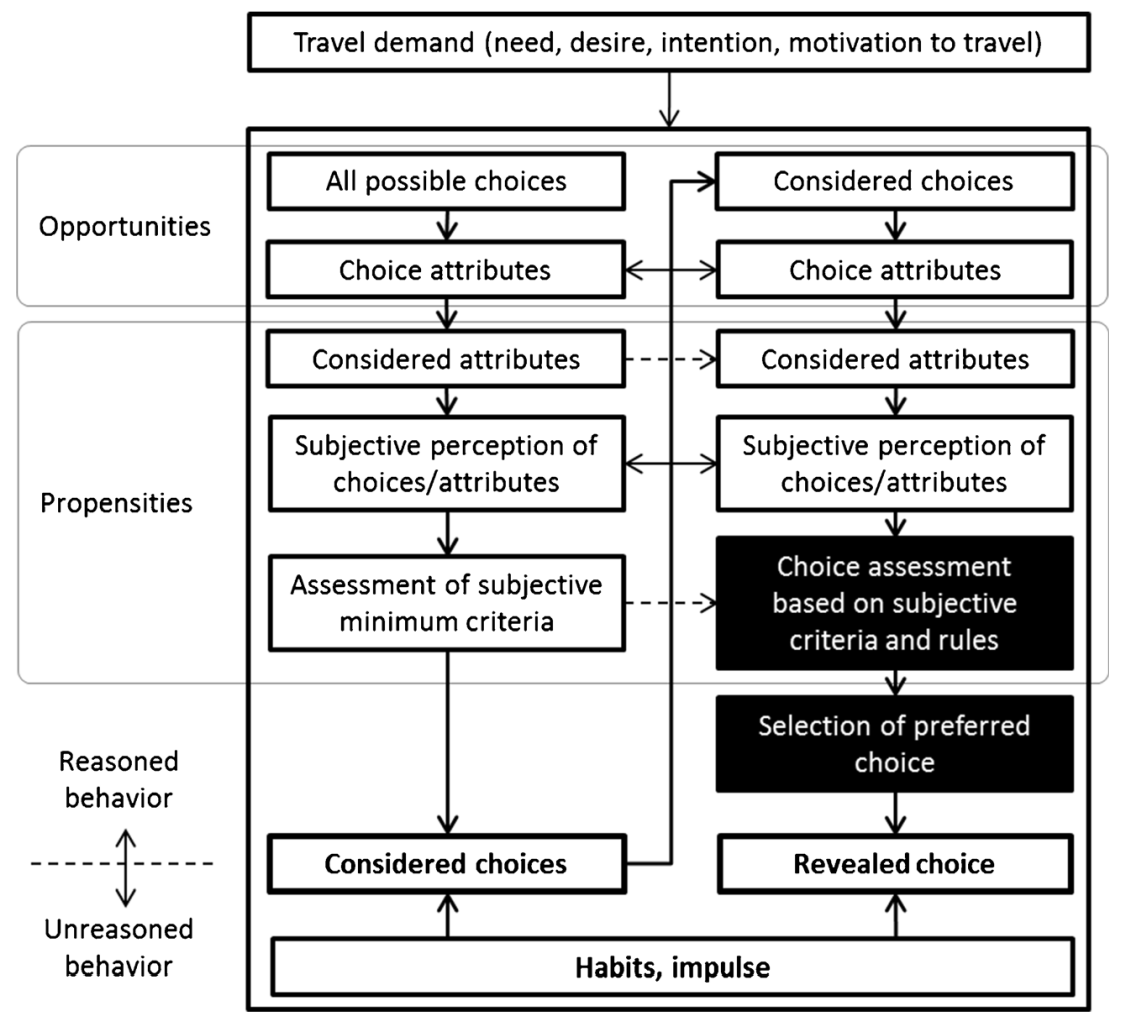 Travel demand (need, desire, intention, motivation to travel)
Opportunities
All possible choices
Choice attributes
Considered choices
Choice attributes
Propensities
Considered attributes
Subjective perception of
choices/attributes
Assessment of subjective
minimum criteria
Considered attributes
Subjective perception of
choices/attributes
Choice assessment
based on subjective
criteria and rules
Selection of preferred
choice
Reasoned
behavior
Unreasoned
behavior
Considered choices
Revealed choice
Habits, impulse